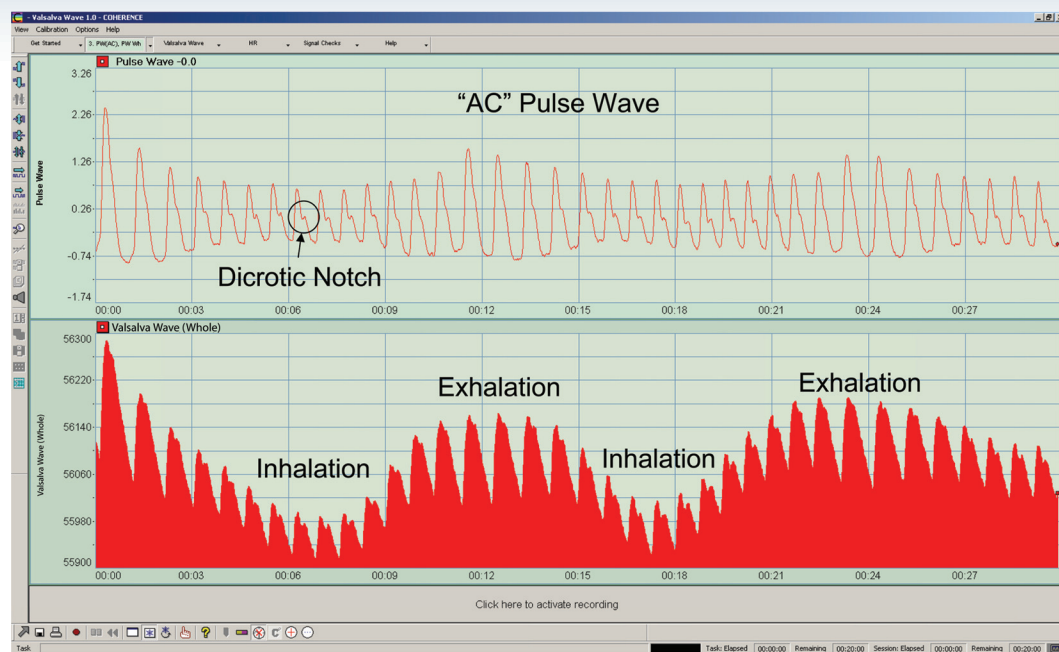 - Valsalva Wave 1.0 - COHERENCE
View Calibration Options Help
Get Started 3. PW(AC), PW Wh Valsalva Wave HR Signal Checks Help
Pulse Wave -0.0
"AC" Pulse Wave
Pulse Wave
3.26
2.26
1.26
0.26
-0.74
-1.74
Dicrotic Notch
00:00 00:03 00:06 00:09 00:12 00:15 00:18 00:21 00:24 00:27
Valsalva Wave (Whole)
Valsalva Wave (Whole)
56300
56220
56140
56060
55980
55900
Exhalation Exhalation
Inhalation Inhalation
00:00 00:03 00:06 00:09 00:12 00:15 00:18 00:21 00:24 00:27
Click here to activate recording
Task Task: Elapsed 00:00:00 Remaining 00:20:00 Session: Elapsed 00:00:00 Remaining 00:20:00